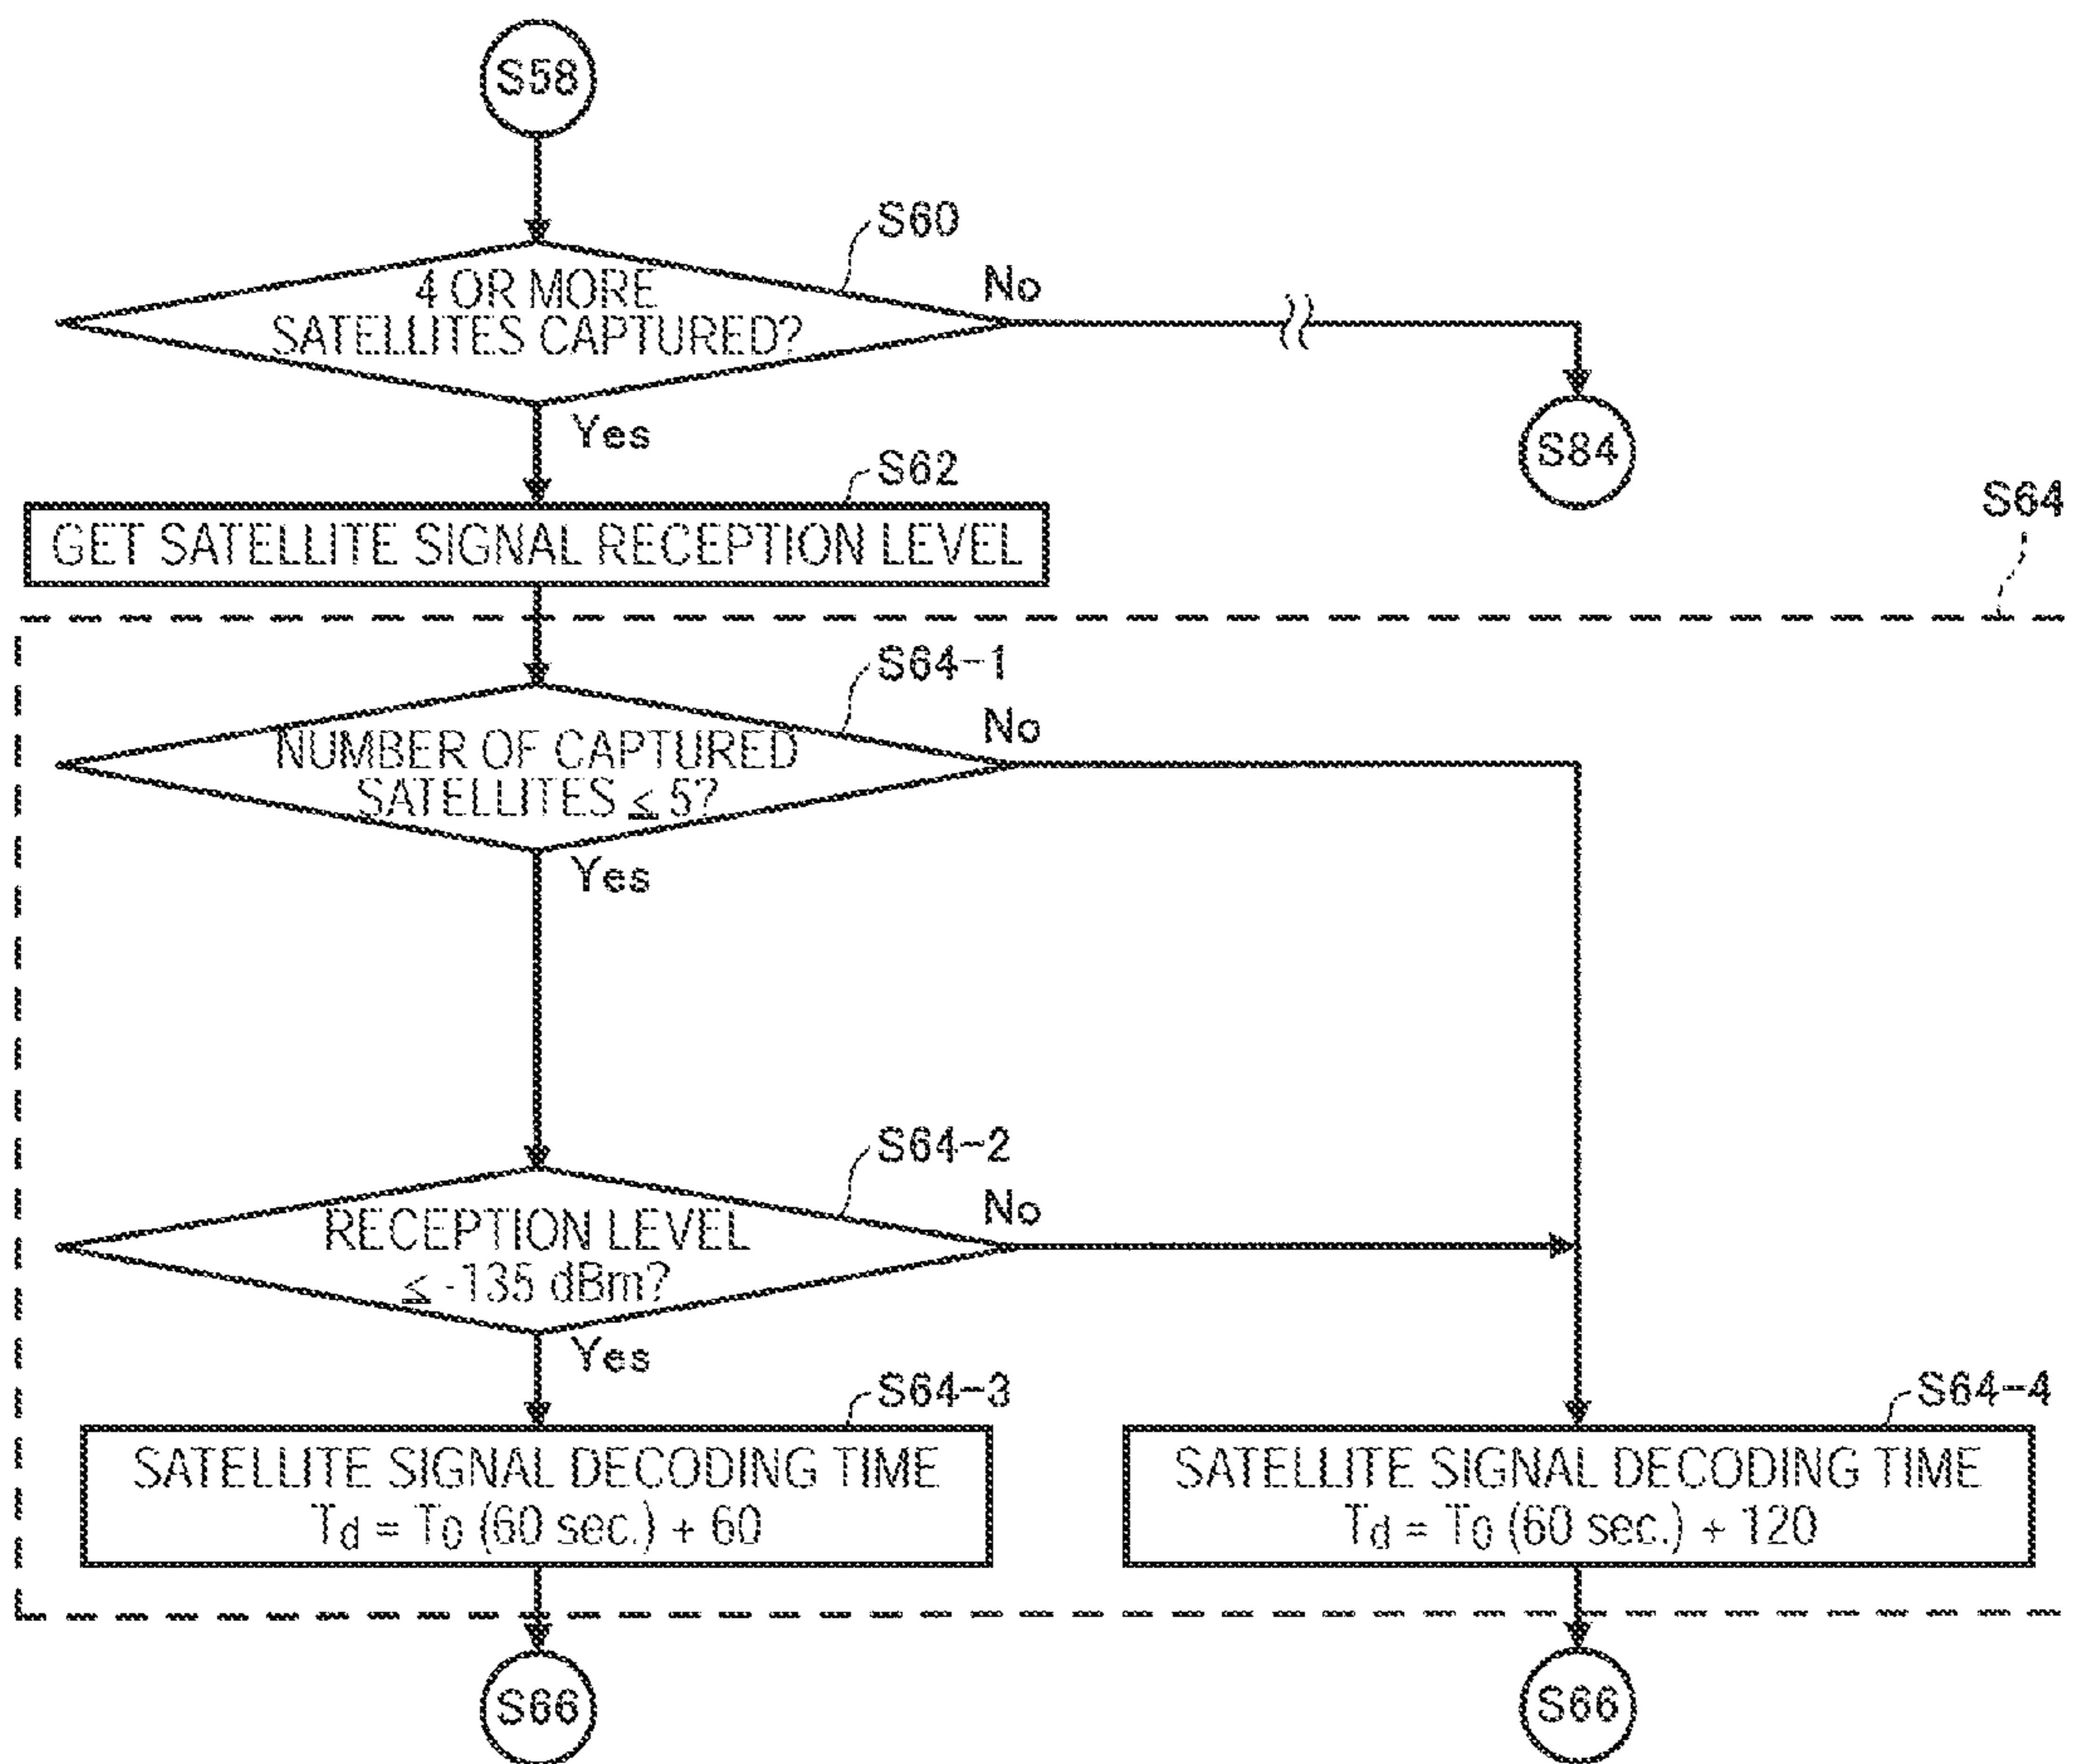 S58
S60
4 OR MORE
SATELLITES CAPTURED?
No
Yes
S84
S62
GET SATELLITE SIGNAL RECEPTION LEVEL
S64
S64-1
NUMBER OF CAPTURED
SATELLITES ≤ 5?
No
Yes
S64-2
RECEPTION LEVEL
≤ -135 dBm?
No
Yes
S64-3
SATELLITE SIGNAL DECODING TIME
Td = T0 (60 sec.) + 60
S64-4
SATELLITE SIGNAL DECODING TIME
Td = T0 (60 sec.) + 120
S66
S66